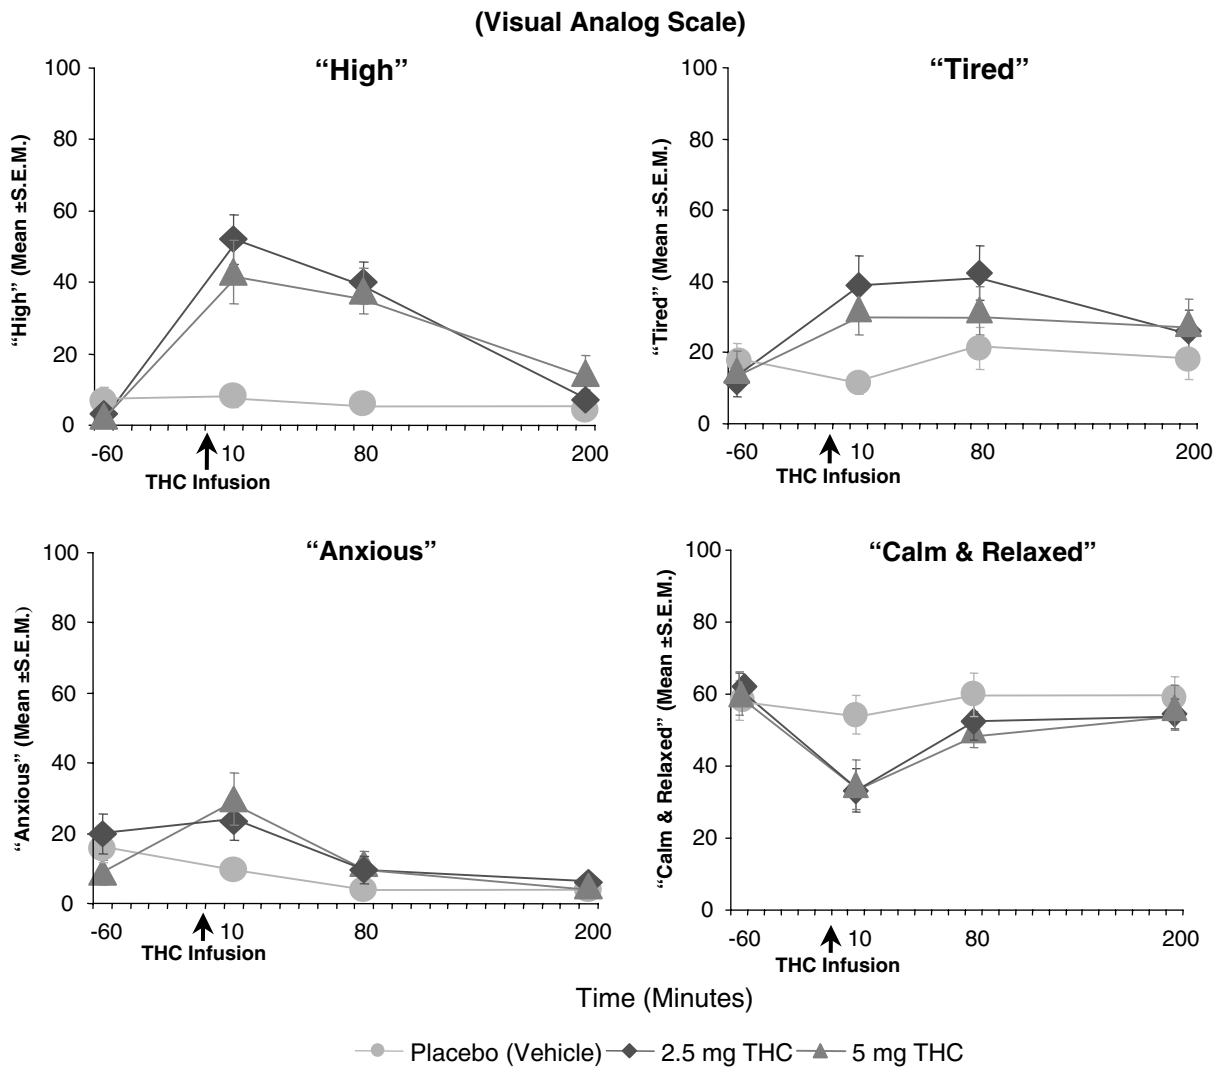 (Visual Analog Scale)
“High”
100
80
60
40
20
0
“High” (Mean ±S.E.M.)
-60
10
80
200
THC Infusion
“Tired”
100
80
60
40
20
0
“Tired” (Mean ±S.E.M.)
-60
10
80
200
THC Infusion
“Anxious”
100
80
60
40
20
0
“Anxious” (Mean ±S.E.M.)
-60
10
80
200
THC Infusion
“Calm & Relaxed”
100
80
60
40
20
0
“Calm & Relaxed” (Mean ±S.E.M.)
-60
10
80
200
THC Infusion
Time (Minutes)
Placebo (Vehicle) 2.5 mg THC 5 mg THC